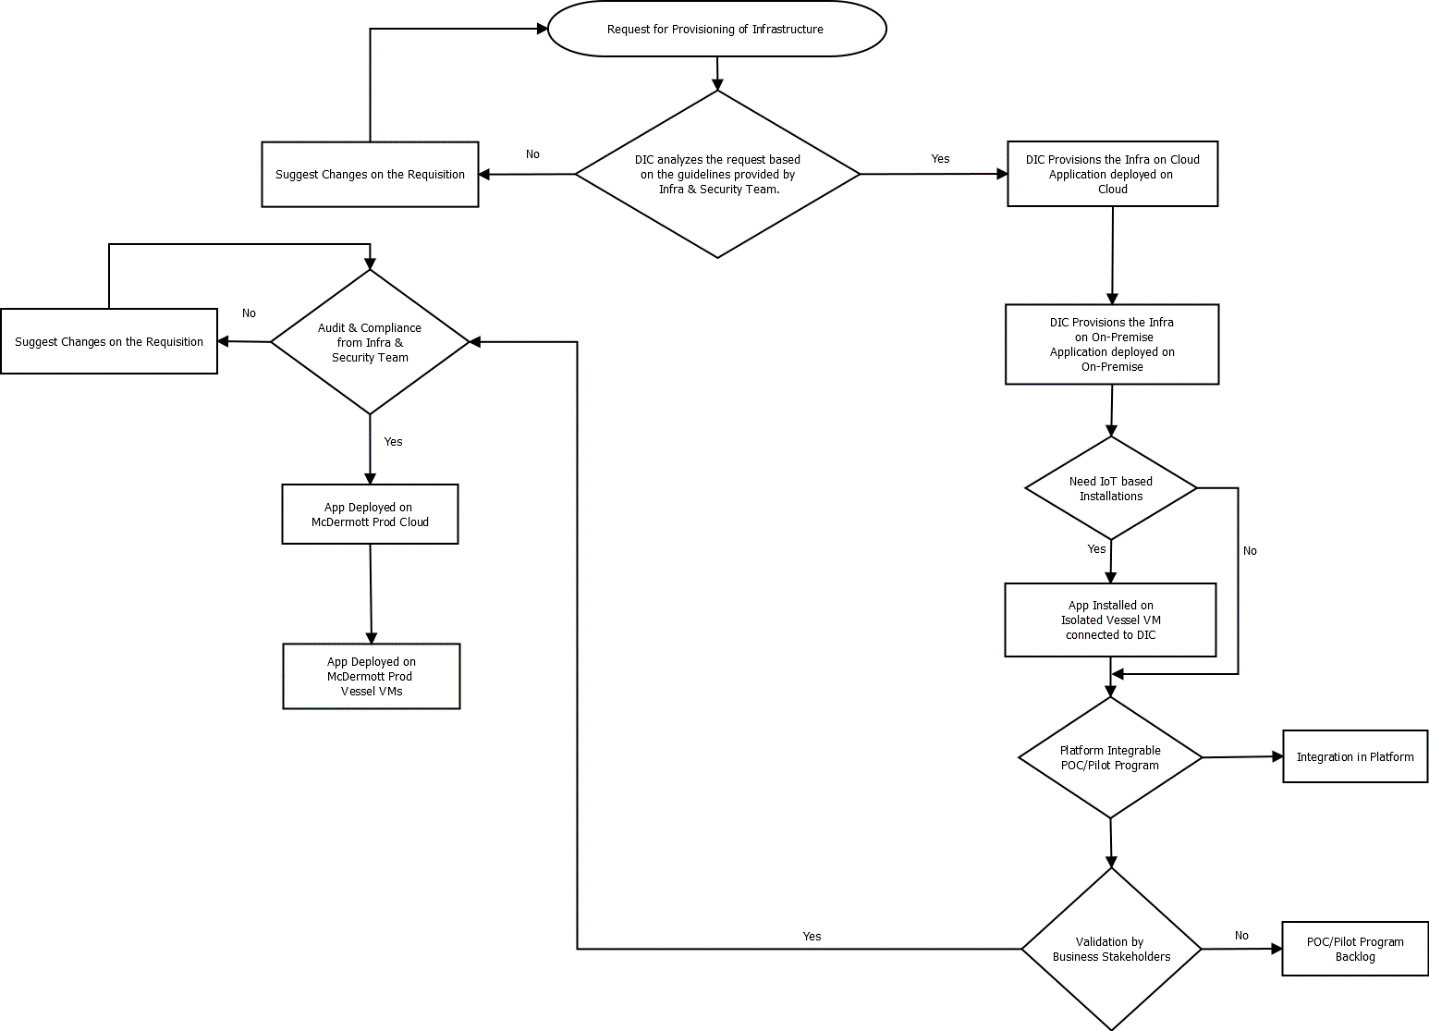 Request for Provisioning of Infrastructure
No
Suggest Changes on the Requisition
DIC analyzes the request based
on the guidelines provided by
Infra & Security Team.
Yes
DIC Provisions the Infra on Cloud
Application deployed on
Cloud
No
Suggest Changes on the Requisition
Audit & Compliance
from Infra &
Security Team
DIC Provisions the Infra
on On-Premise
Application deployed on
On-Premise
Yes
Need IoT based
Installations
App Deployed on
McDermott Prod Cloud
Yes
No
App Installed on
Isolated Vessel VM
connected to DIC
App Deployed on
McDermott Prod
Vessel VMs
Platform Integrable
POC/Pilot Program
Integration in Platform
Yes
Validation by
Business Stakeholders
No
POC/Pilot Program
Backlog